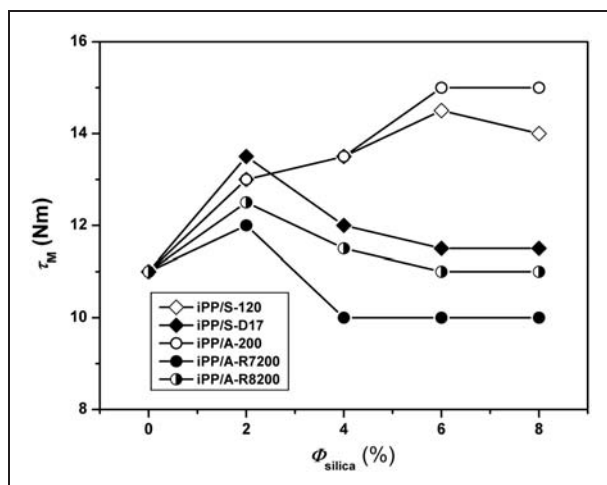 16
14
12
10
8
τM (Nm)
iPP/S-120
iPP/S-D17
iPP/A-200
iPP/A-R7200
iPP/A-R8200
0 2 4 6 8
Φsilica (%)